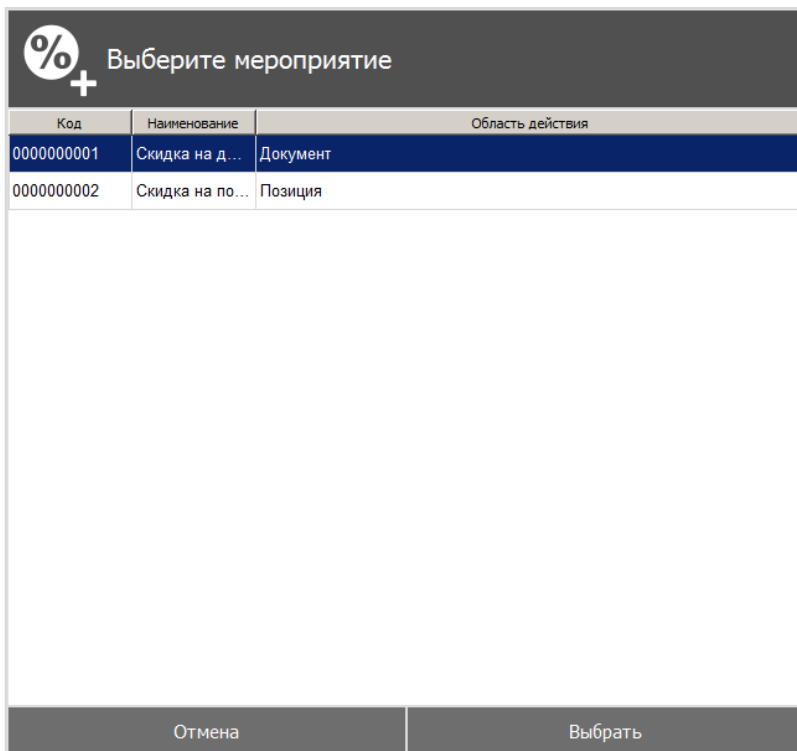 % Выберите мероприятие
Код Наименование Область действия
0000000001 Скидка на д... Документ
0000000002 Скидка на по... Позиция
Отмена Выбрать